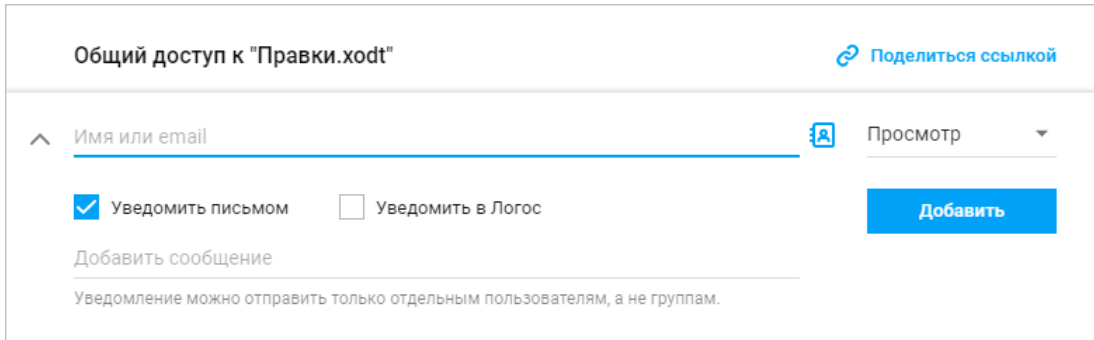 Общий доступ к "Правки.xodt"
Поделиться ссылкой
Имя или email
Просмотр
Уведомить письмом
Уведомить в Логос
Добавить
Добавить сообщение
Уведомление можно отправить только отдельным пользователям, а не группам.